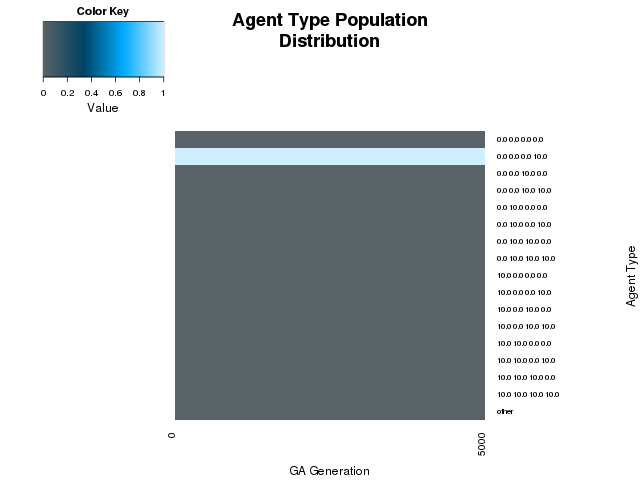 Color Key
0 0.2 0.4 0.6 0.8 1
Value
Agent Type Population
Distribution
0.0 0.0 0.0 0.0
0.0 0.0 0.0 10.0
0.0 0.0 10.0 0.0
0.0 0.0 10.0 10.0
0.0 10.0 0.0 0.0
0.0 10.0 0.0 10.0
0.0 10.0 10.0 0.0
0.0 10.0 10.0 10.0
10.0 0.0 0.0 0.0
10.0 0.0 0.0 10.0
10.0 0.0 10.0 0.0
10.0 0.0 10.0 10.0
10.0 10.0 0.0 0.0
10.0 10.0 0.0 10.0
10.0 10.0 10.0 0.0
10.0 10.0 10.0 10.0
other
Agent Type
0 5000
GA Generation